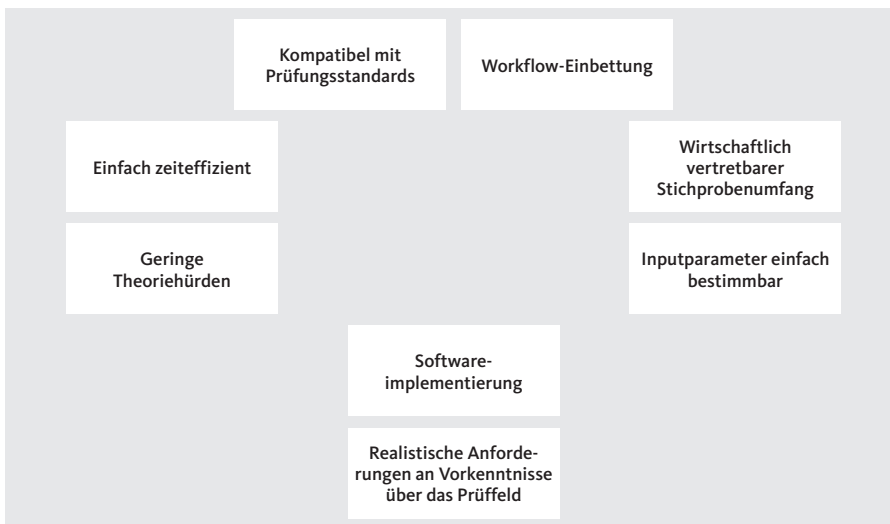 Kompatibel mit
Prüfungsstandards
Workflow-Einbettung
Einfach zeiteffizient
Wirtschaftlich
vertretbarer
Stichprobenumfang
Geringe
Theoriehürden
Inputparameter einfach
bestimmbar
Software-
implementierung
Realistische Anforde-
rungen an Vorkenntnisse
über das Prüffeld